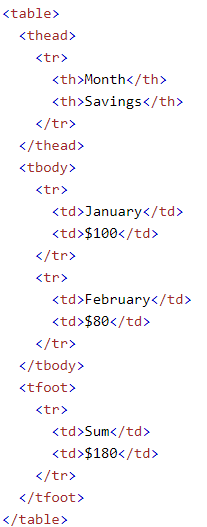 <table>
  <thead>
    <tr>
      <th>Month</th>
      <th>Savings</th>
    </tr>
  </thead>
  <tbody>
    <tr>
      <td>January</td>
      <td>$100</td>
    </tr>
    <tr>
      <td>February</td>
      <td>$80</td>
    </tr>
  </tbody>
  <tfoot>
    <tr>
      <td>Sum</td>
      <td>$180</td>
    </tr>
  </tfoot>
</table>